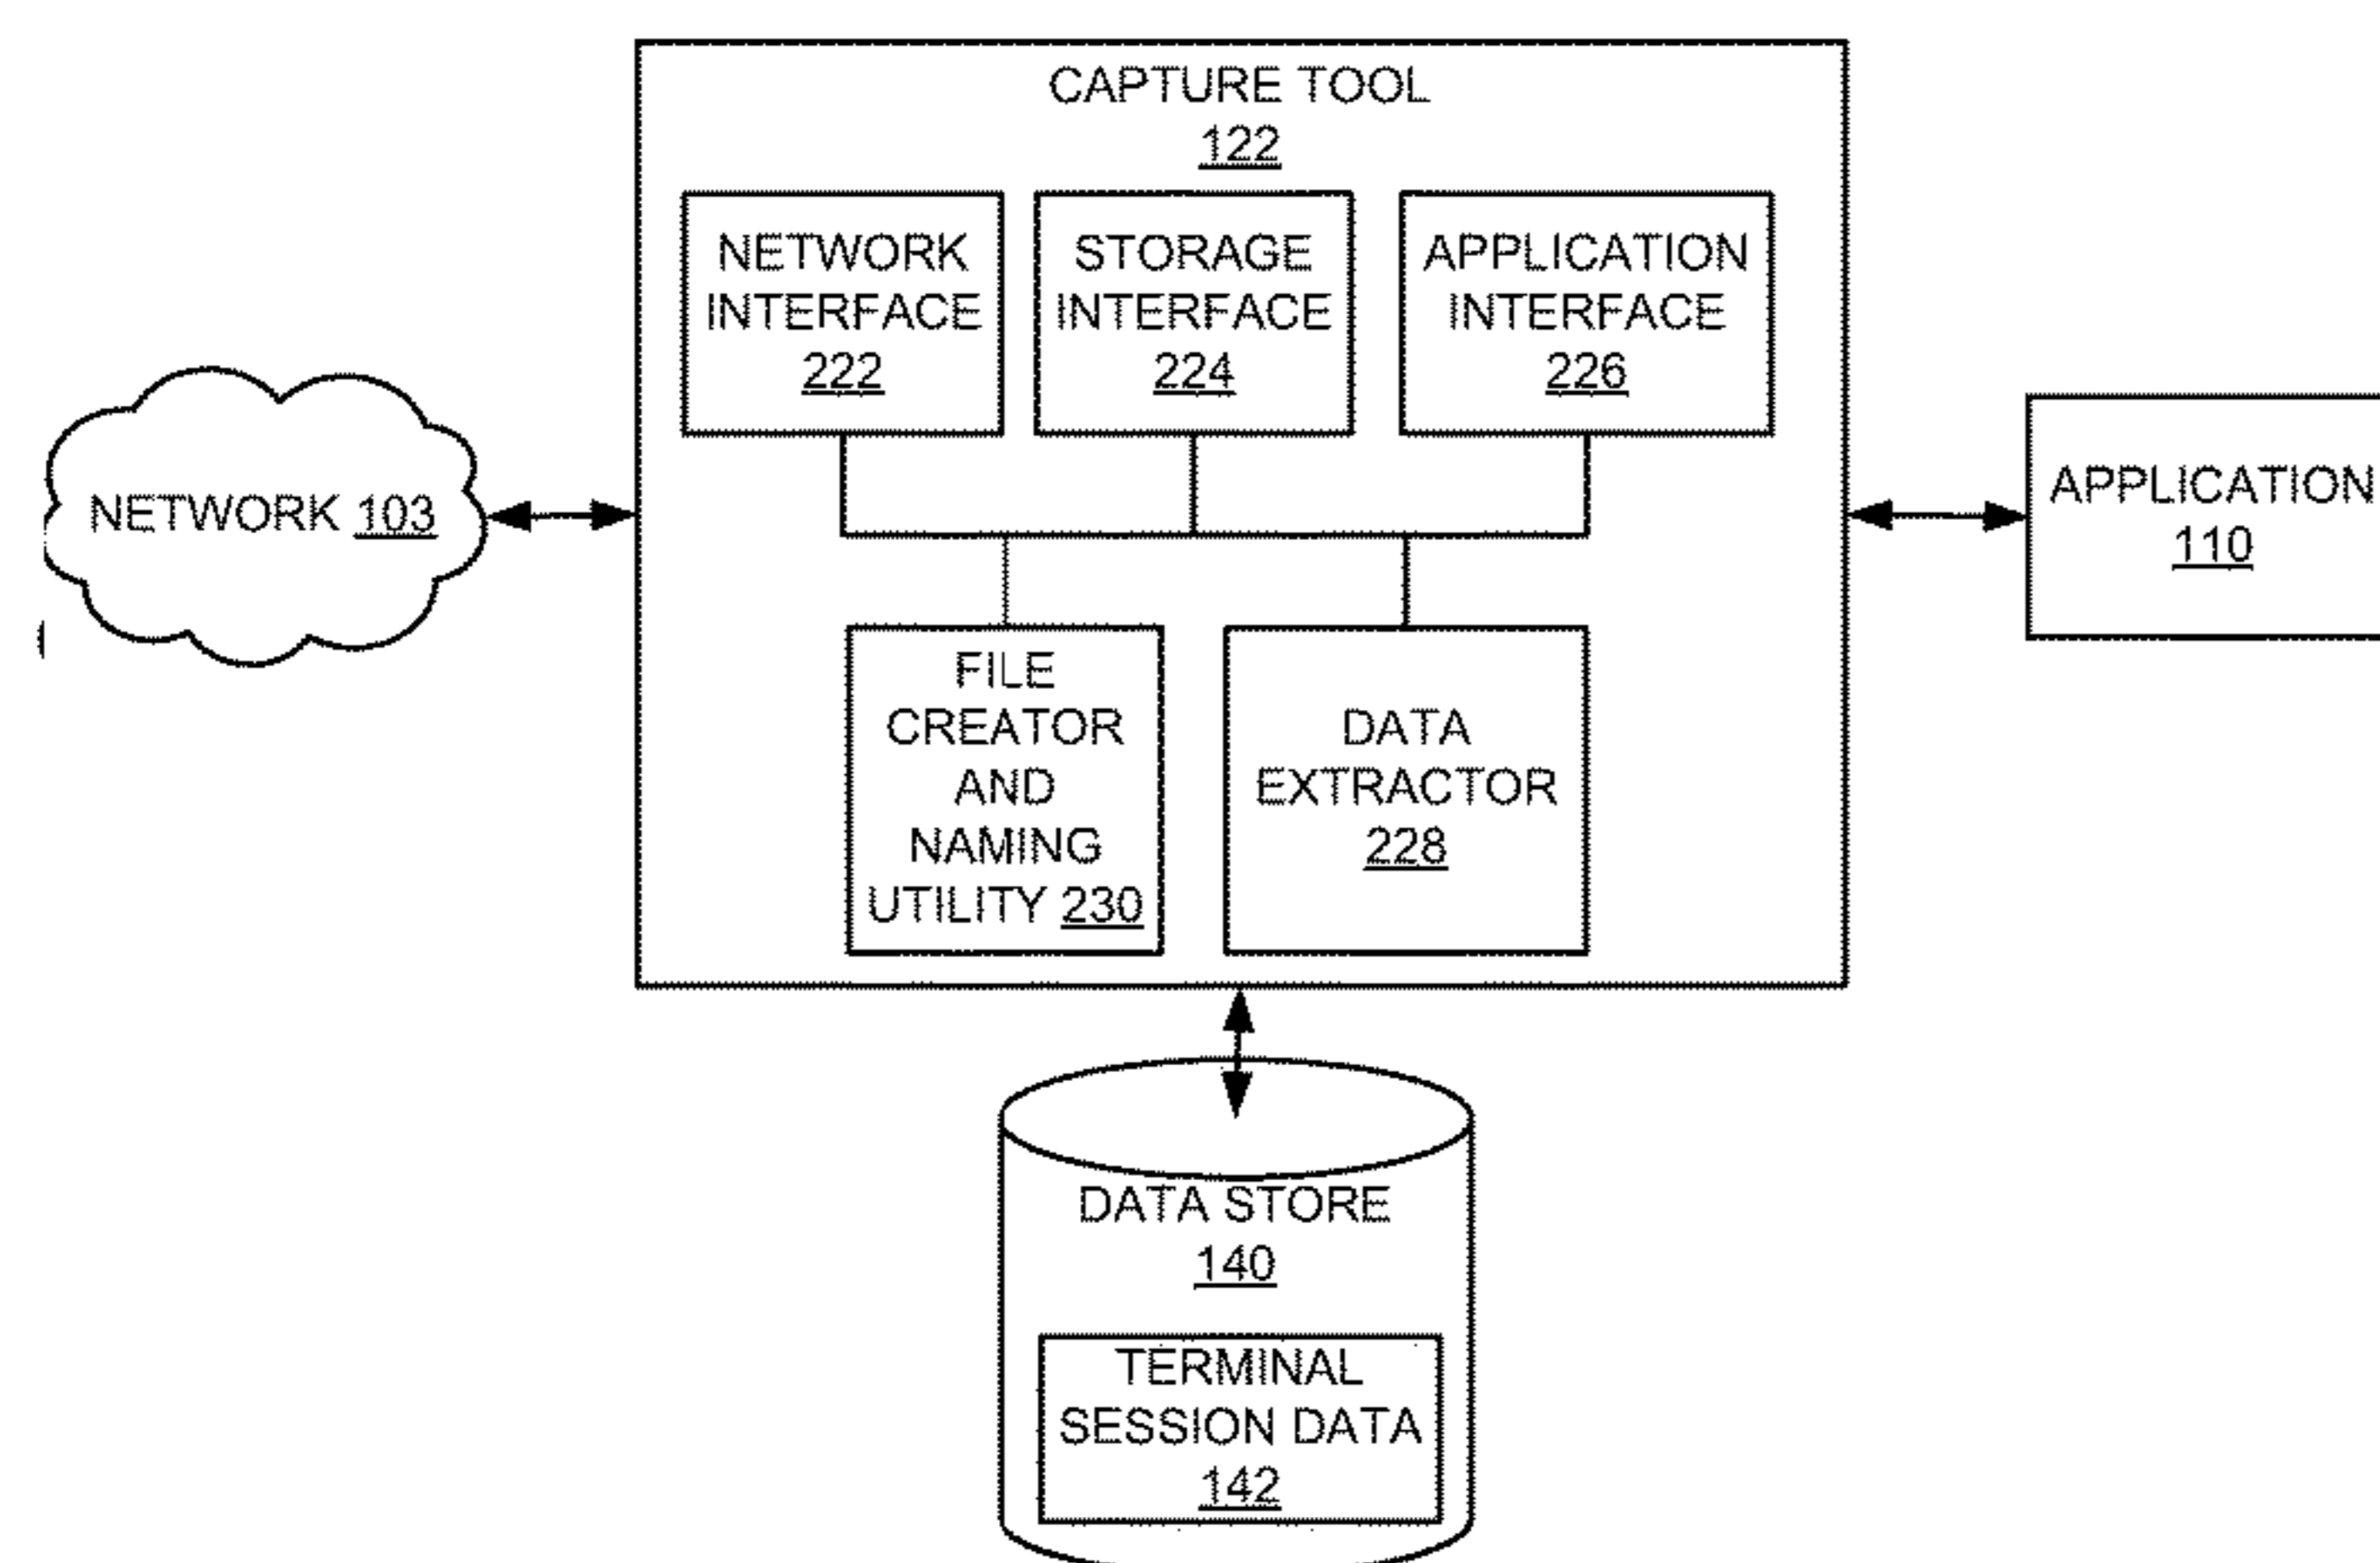 CAPTURE TOOL
122
NETWORK
INTERFACE
222
STORAGE
INTERFACE
224
APPLICATION
INTERFACE
226
NETWORK 103
APPLICATION
110
FILE
CREATOR
AND
NAMING
UTILITY 230
DATA
EXTRACTOR
228
DATA STORE
140
TERMINAL
SESSION DATA
142